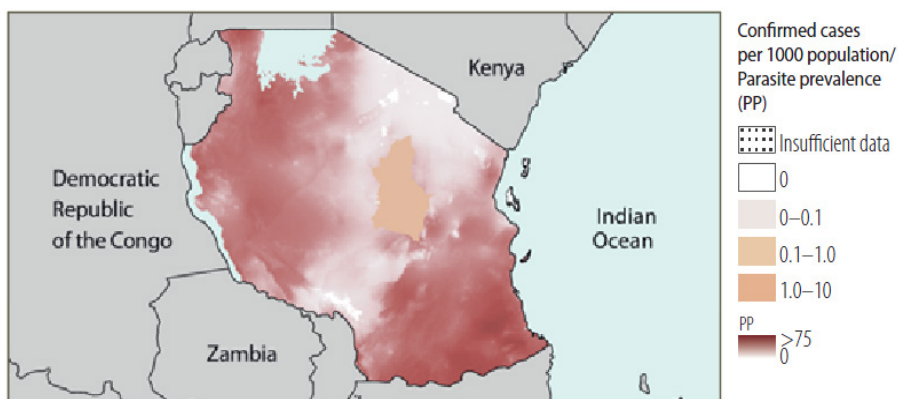 Kenya
Democratic
Republic
of the Congo
Indian
Ocean
Zambia
Confirmed cases
per 1000 population/
Parasite prevalence
(PP)
Insufficient data
0
0–0.1
0.1–1.0
1.0–10
PP
>75
0